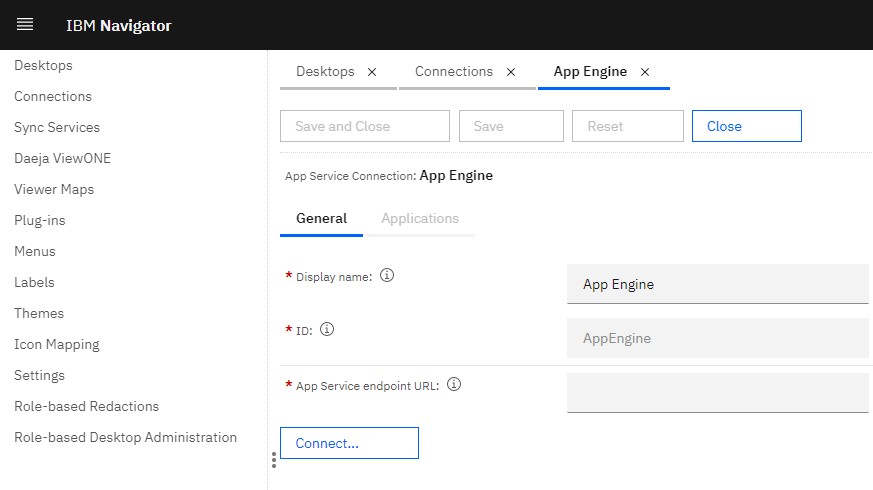 IBM Navigator
Desktops
Connections
Sync Services
Daeja ViewONE
Viewer Maps
Plug-ins
Menus
Labels
Themes
Icon Mapping
Settings
Role-based Redactions
Role-based Desktop Administration
Desktops Connections App Engine
Save and Close Save Reset Close
App Service Connection: App Engine
General Applications
* Display name: App Engine
* ID: AppEngine
* App Service endpoint URL:
Connect...